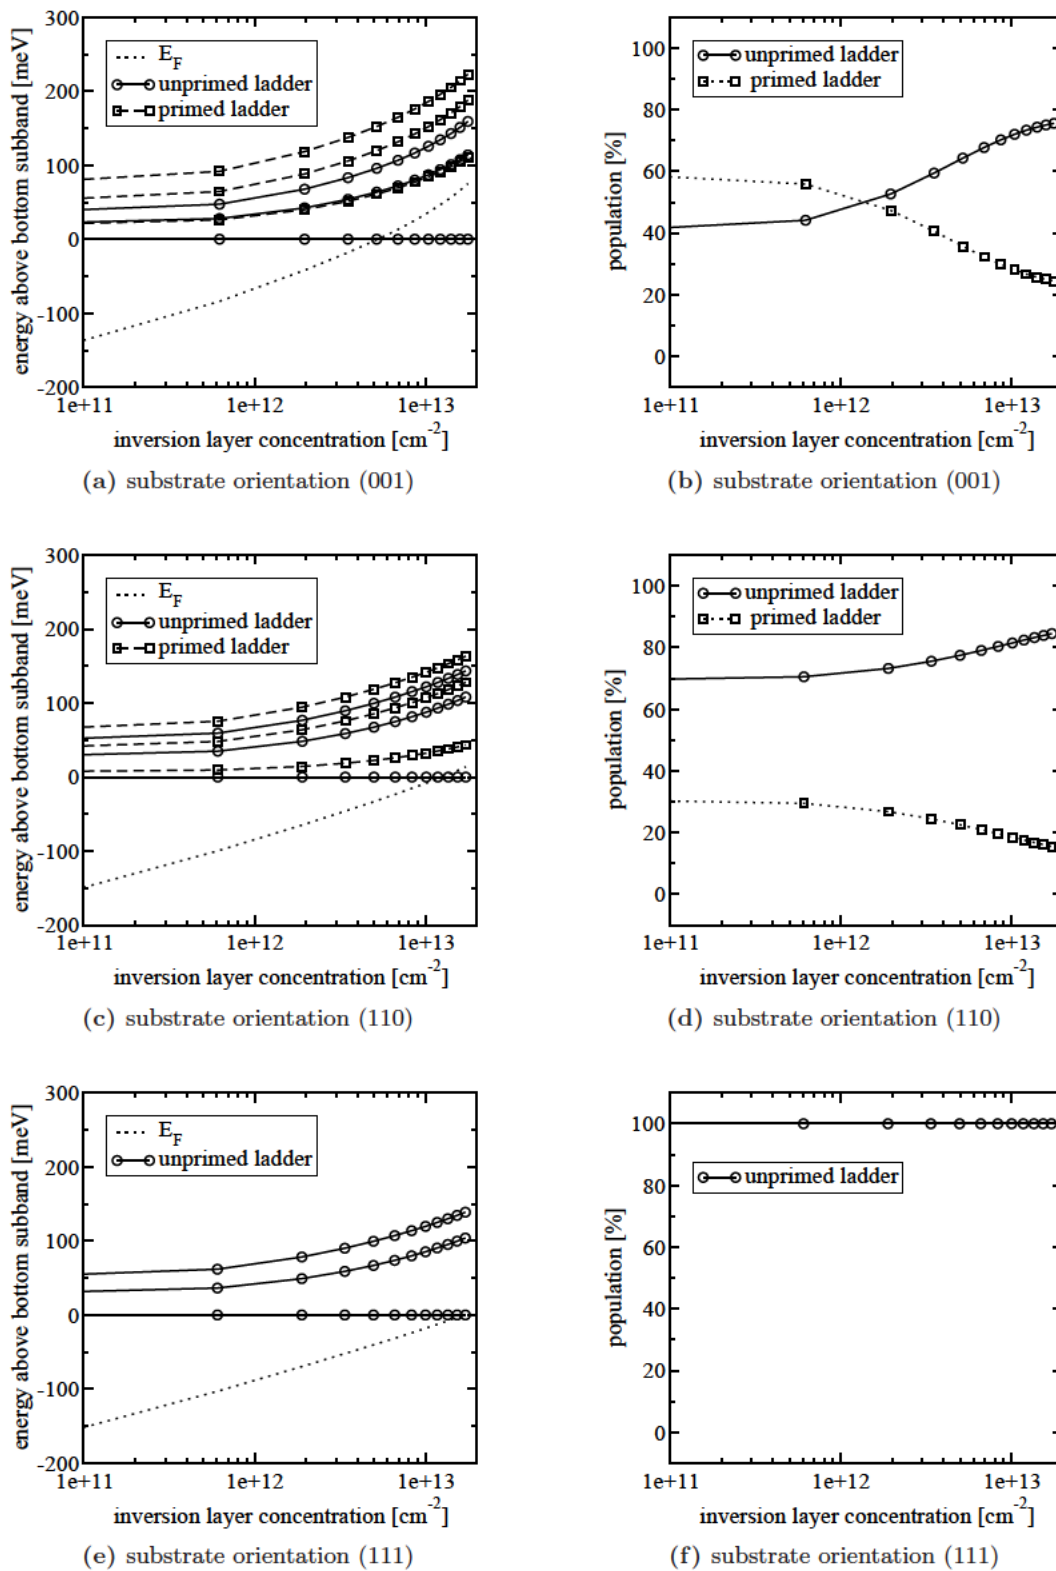 300
200
100
0
-100
-200
energy above bottom subband [meV]
E_F
unprimed ladder
primed ladder
1e+11 1e+12 1e+13
inversion layer concentration [cm⁻²]
(a) substrate orientation (001)
100
80
60
40
20
0
population [%]
unprimed ladder
primed ladder
1e+11 1e+12 1e+13
inversion layer concentration [cm⁻²]
(b) substrate orientation (001)
300
200
100
0
-100
-200
energy above bottom subband [meV]
E_F
unprimed ladder
primed ladder
1e+11 1e+12 1e+13
inversion layer concentration [cm⁻²]
(c) substrate orientation (110)
100
80
60
40
20
0
population [%]
unprimed ladder
primed ladder
1e+11 1e+12 1e+13
inversion layer concentration [cm⁻²]
(d) substrate orientation (110)
300
200
100
0
-100
-200
energy above bottom subband [meV]
E_F
unprimed ladder
1e+11 1e+12 1e+13
inversion layer concentration [cm⁻²]
(e) substrate orientation (111)
100
80
60
40
20
0
population [%]
unprimed ladder
1e+11 1e+12 1e+13
inversion layer concentration [cm⁻²]
(f) substrate orientation (111)